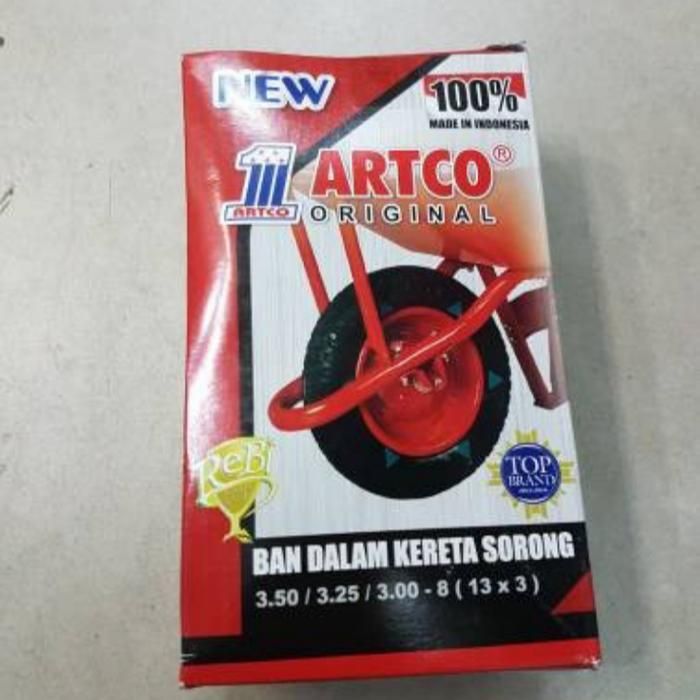 NEW
100%
MADE IN INDONESIA
1
ARTCO
ARTCO®
ORIGINAL
ReBi
TOP
BRAND
BAN DALAM KERETA SORONG
3.50 / 3.25 / 3.00 - 8 ( 13 x 3 )